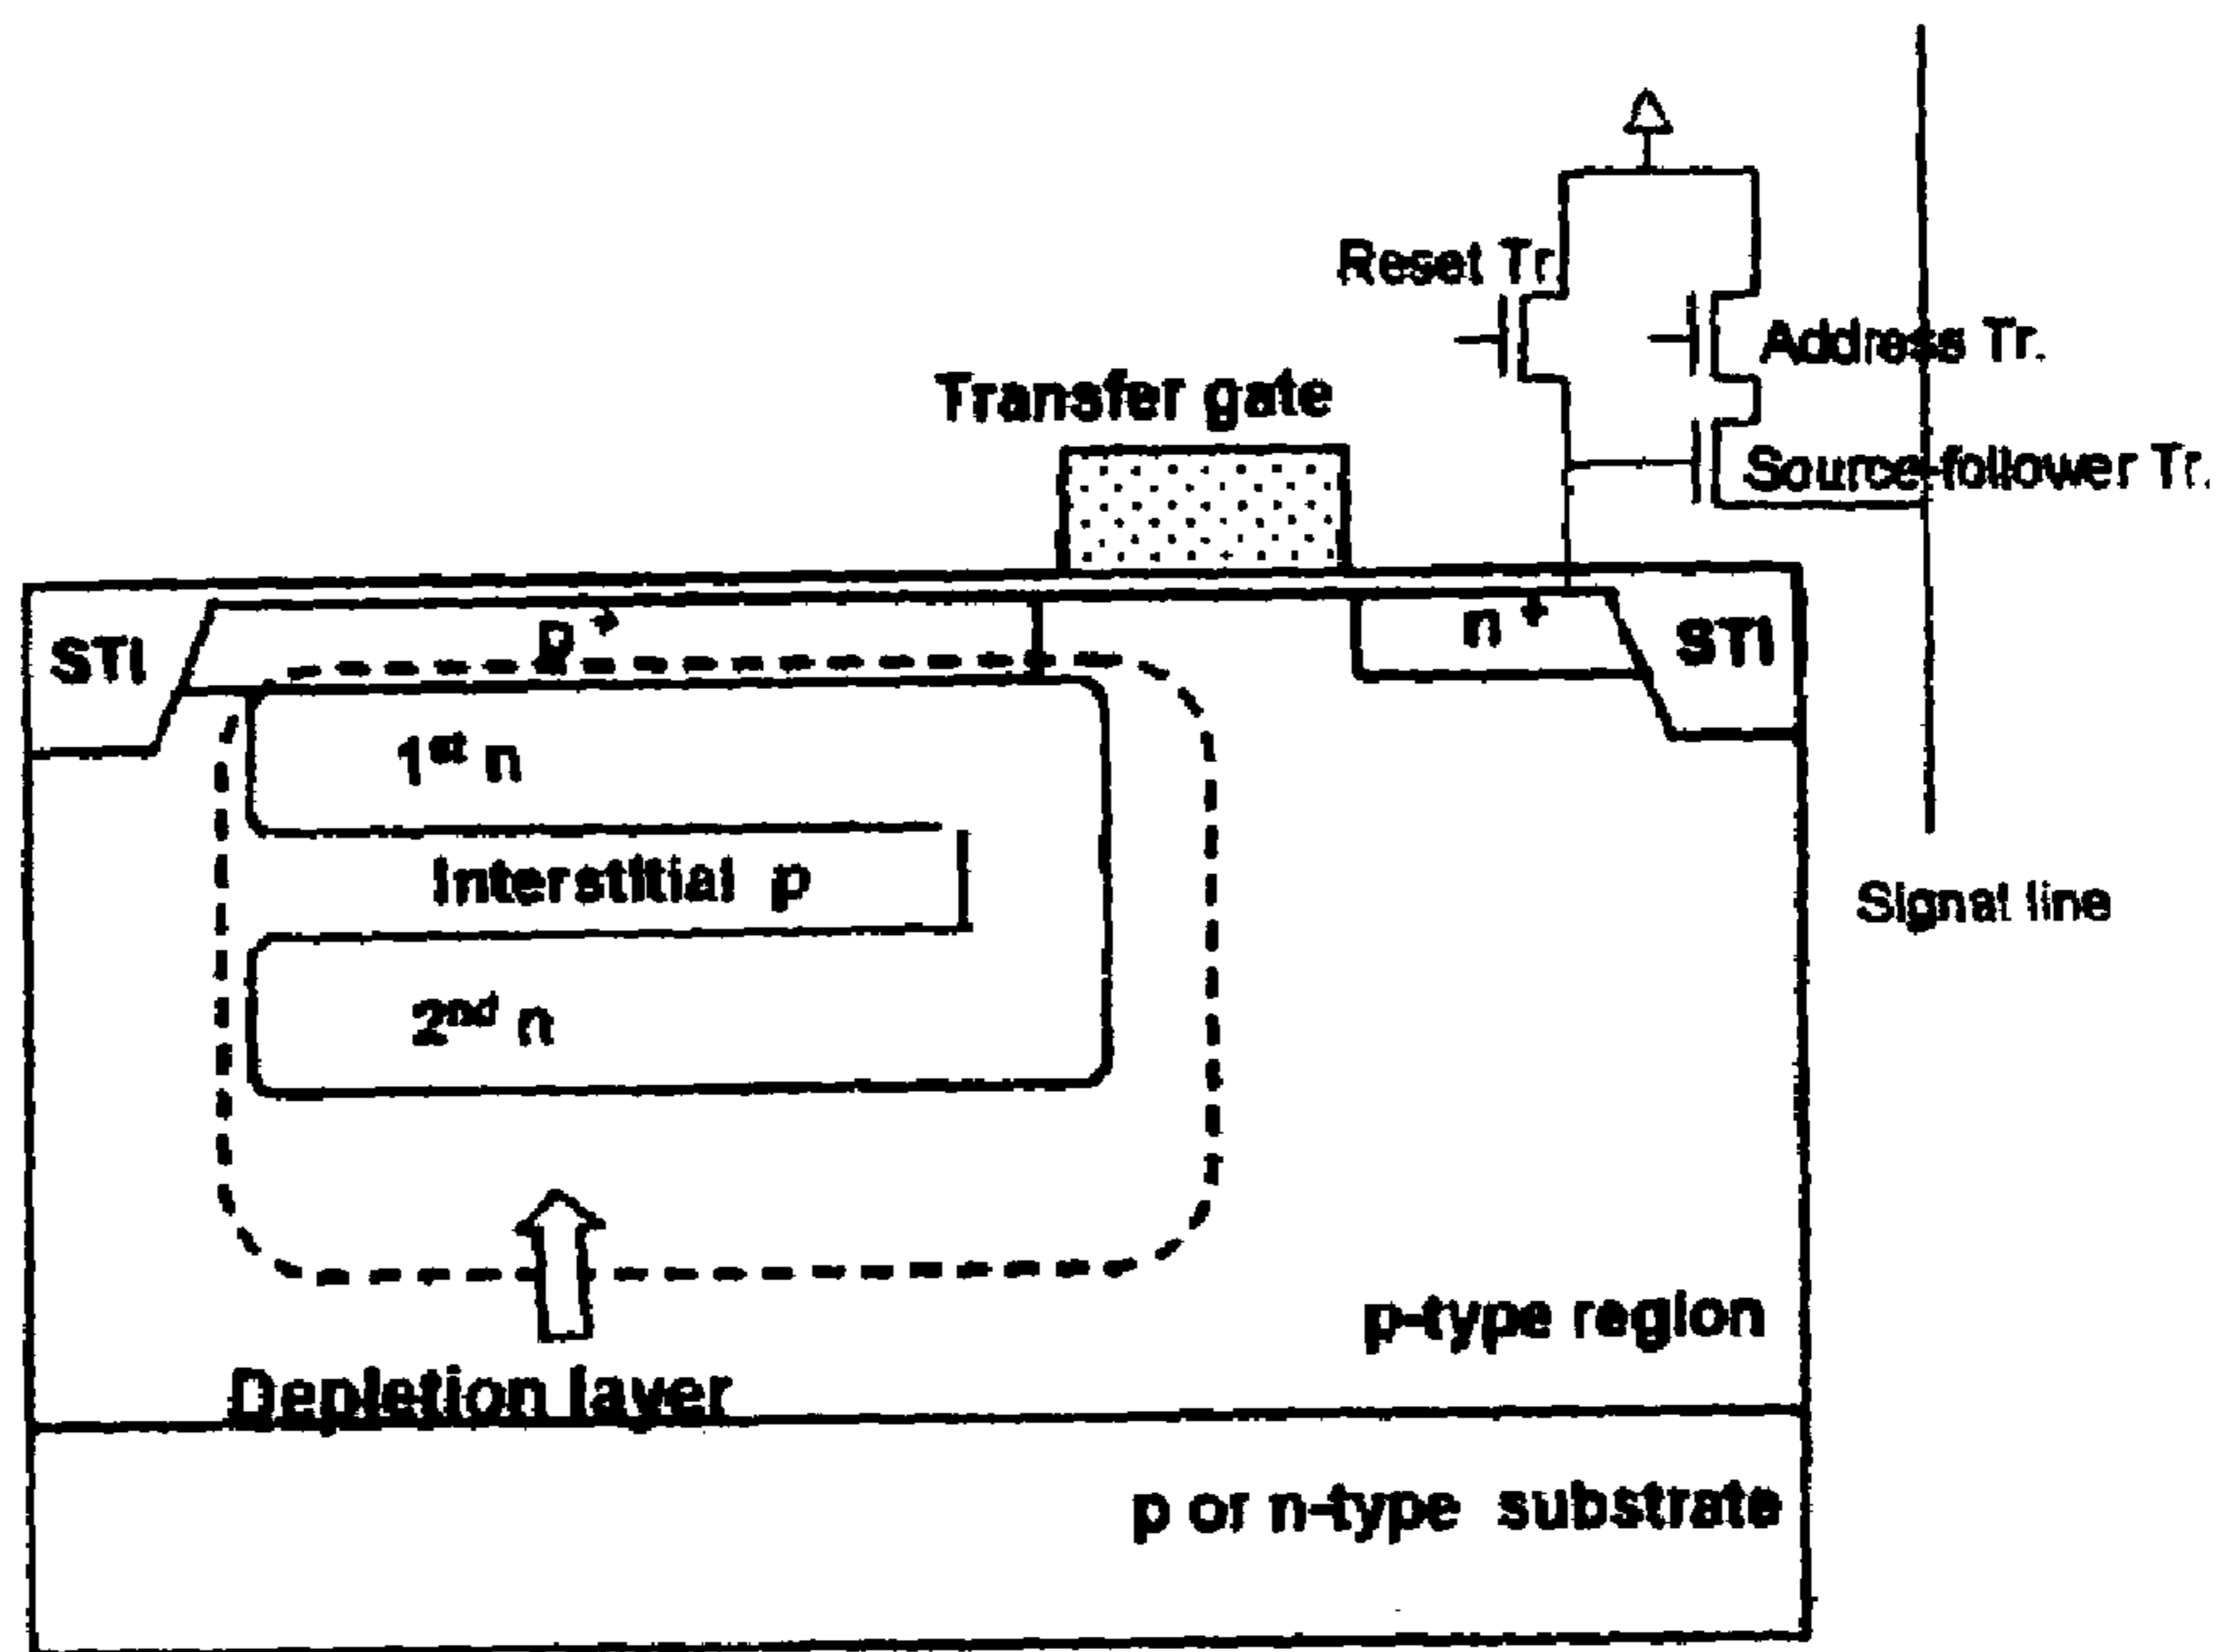 Reset Tr.
Address Tr.
Transfer gate
Source-follower Tr.
STI
p+
n+
STI
1st n
Interstitial p
Signal line
2nd n
p-type region
Depletion layer
p or n-type substrate